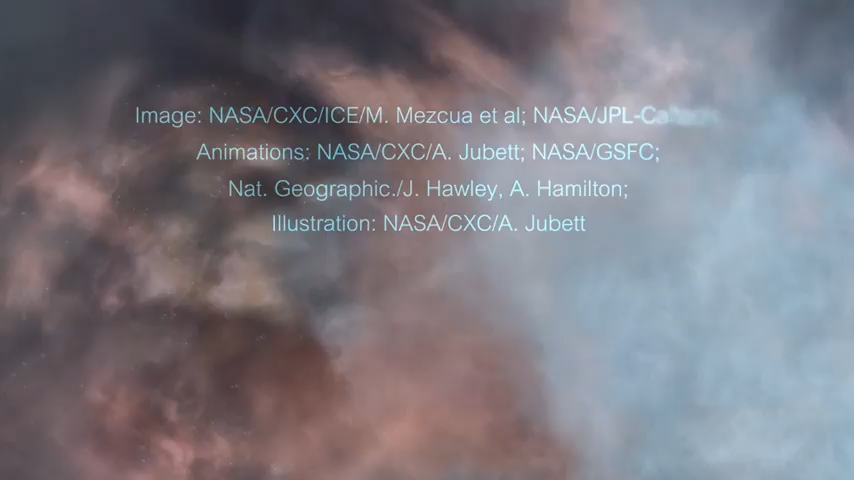 Image: NASA/CXC/ICE/M. Mezcua et al; NASA/JPL-
Animations: NASA/CXC/A. Jubett; NASA/GSFC;
Nat. Geographic./J. Hawley, A. Hamilton;
Illustration: NASA/CXC/A. Jubett